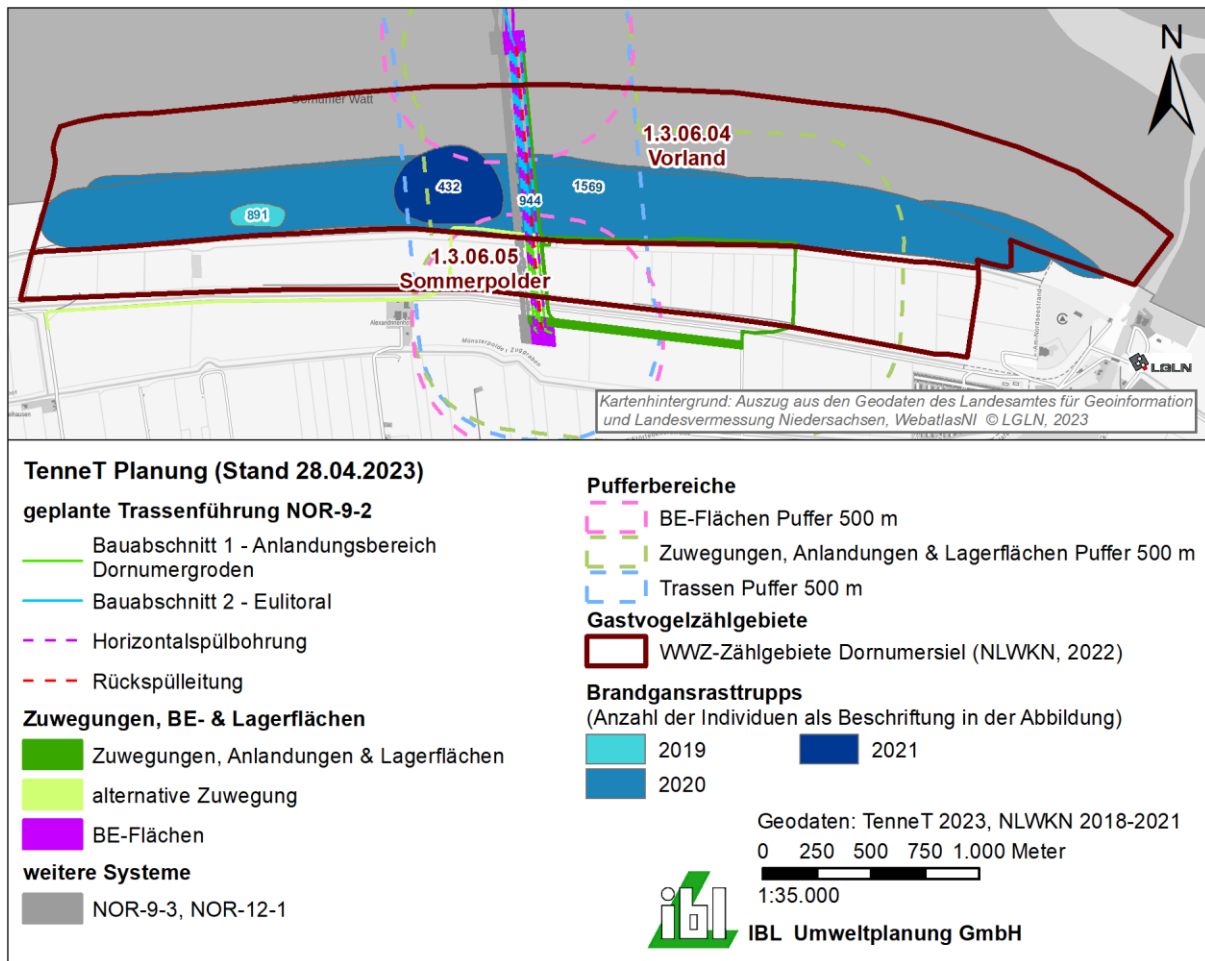 N
Dornumer Watt
1.3.06.04
Vorland
432
1569
944
891
1.3.06.05
Sommerpolder
Münsterpolder Zuggraben
Am Nordseestrand
LGLN
Kartenhintergrund: Auszug aus den Geodaten des Landesamtes für Geoinformation
und Landesvermessung Niedersachsen, WebatlasNI © LGLN, 2023
TenneT Planung (Stand 28.04.2023)
geplante Trassenführung NOR-9-2
Bauabschnitt 1 - Anlandungsbereich
Dornumergroden
Bauabschnitt 2 - Eulitoral
Horizontalspülbohrung
Rückspülleitung
Zuwegungen, BE- & Lagerflächen
Zuwegungen, Anlandungen & Lagerflächen
alternative Zuwegung
BE-Flächen
weitere Systeme
NOR-9-3, NOR-12-1
Pufferbereiche
BE-Flächen Puffer 500 m
Zuwegungen, Anlandungen & Lagerflächen Puffer 500 m
Trassen Puffer 500 m
Gastvogelzählgebiete
WWZ-Zählgebiete Dornumersiel (NLWKN, 2022)
Brandgansrasttrupps
(Anzahl der Individuen als Beschriftung in der Abbildung)
2019
2021
2020
Geodaten: TenneT 2023, NLWKN 2018-2021
0 250 500 750 1.000 Meter
1:35.000
ibl
IBL Umweltplanung GmbH